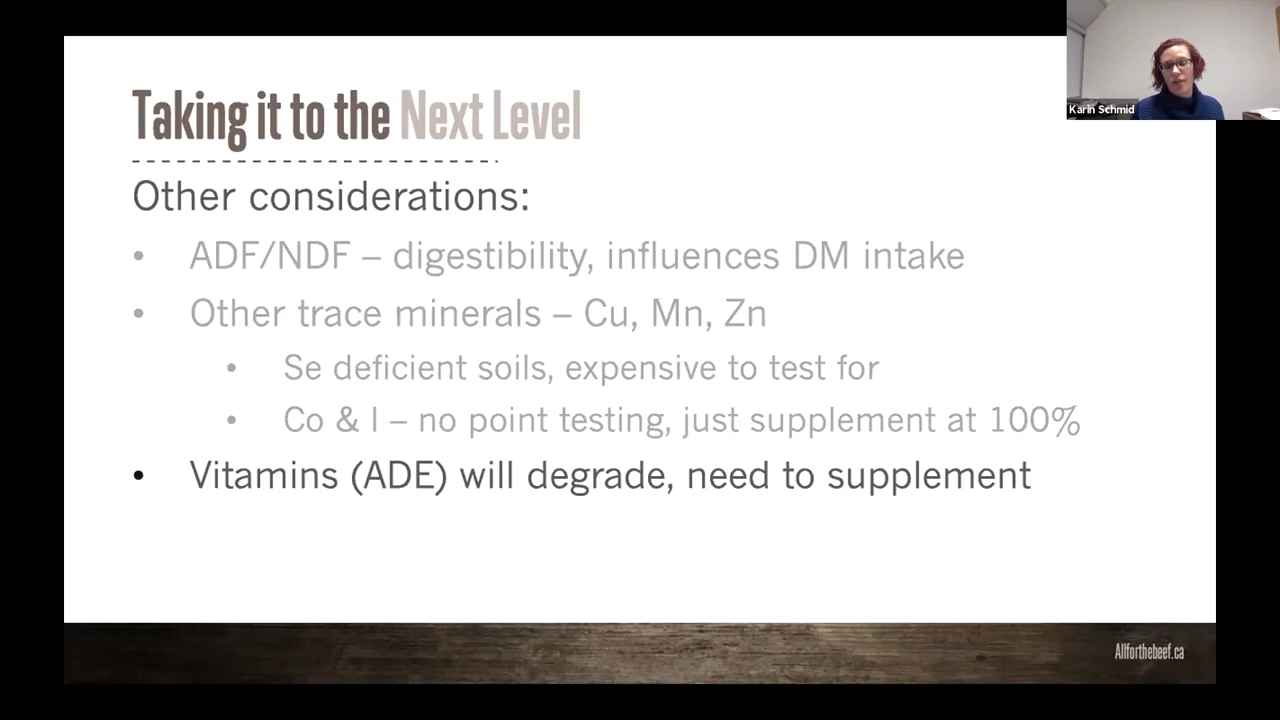 Karin Schmid
Taking it to the Next Level
Other considerations:
• ADF/NDF – digestibility, influences DM intake
• Other trace minerals – Cu, Mn, Zn
• Se deficient soils, expensive to test for
• Co & I – no point testing, just supplement at 100%
• Vitamins (ADE) will degrade, need to supplement
Allforthebeef.ca